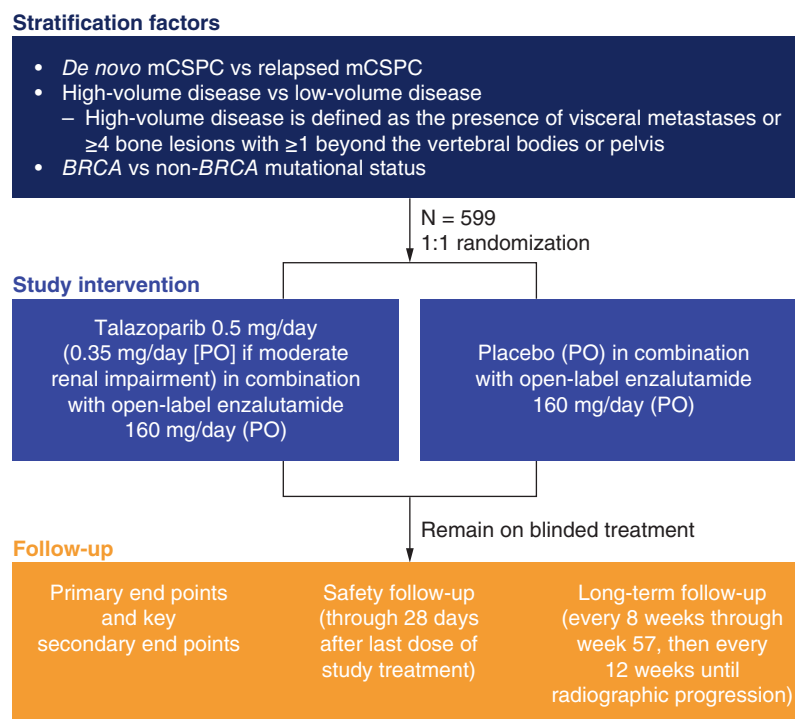 Stratification factors
• De novo mCSPC vs relapsed mCSPC
• High-volume disease vs low-volume disease
– High-volume disease is defined as the presence of visceral metastases or
≥4 bone lesions with ≥1 beyond the vertebral bodies or pelvis
• BRCA vs non-BRCA mutational status
N = 599
1:1 randomization
Study intervention
Talazoparib 0.5 mg/day
(0.35 mg/day [PO] if moderate
renal impairment) in combination
with open-label enzalutamide
160 mg/day (PO)
Placebo (PO) in combination
with open-label enzalutamide
160 mg/day (PO)
Remain on blinded treatment
Follow-up
Primary end points
and key
secondary end points
Safety follow-up
(through 28 days
after last dose of
study treatment)
Long-term follow-up
(every 8 weeks through
week 57, then every
12 weeks until
radiographic progression)